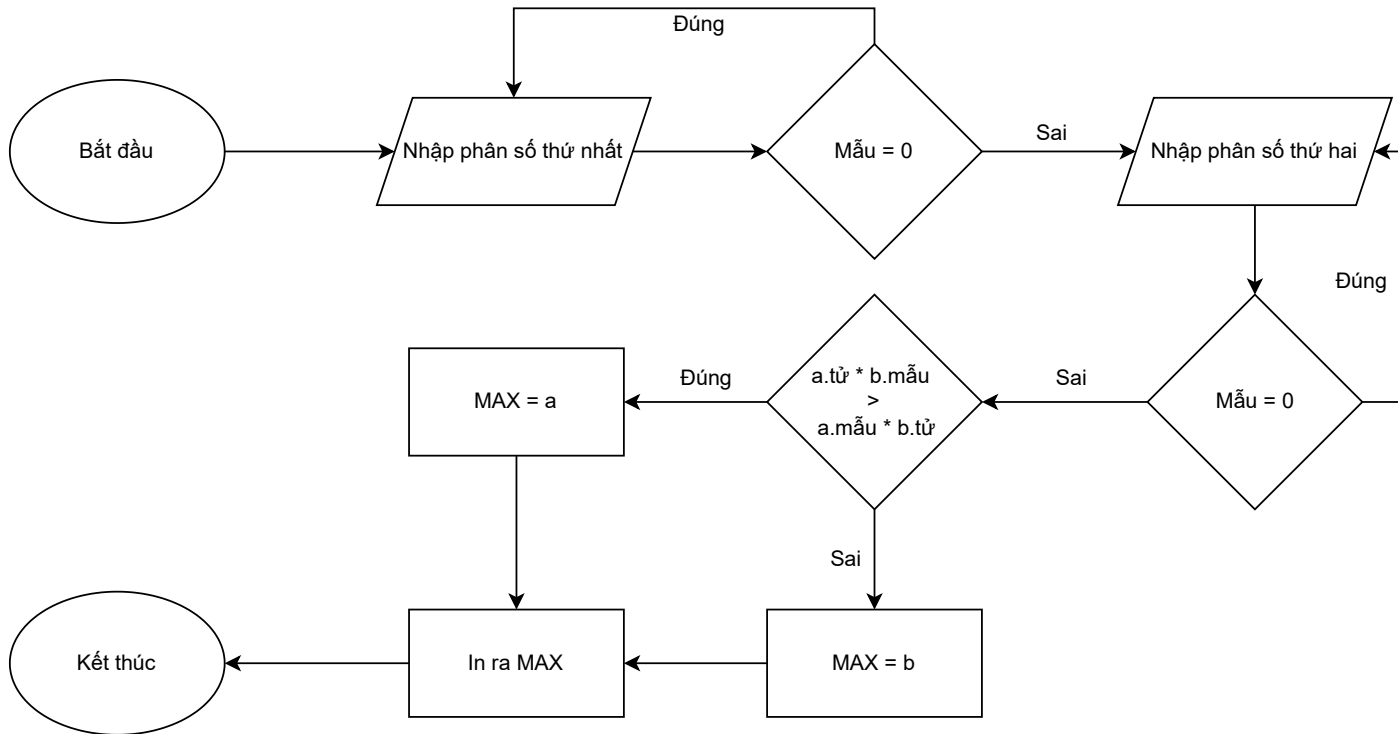 Đúng
Bắt đầu
Nhập phân số thứ nhất
Mẫu = 0
Sai
Nhập phân số thứ hai
Đúng
MAX = a
Đúng
a.tử * b.mẫu
>
a.mẫu * b.tử
Sai
Mẫu = 0
Sai
Kết thúc
In ra MAX
MAX = b